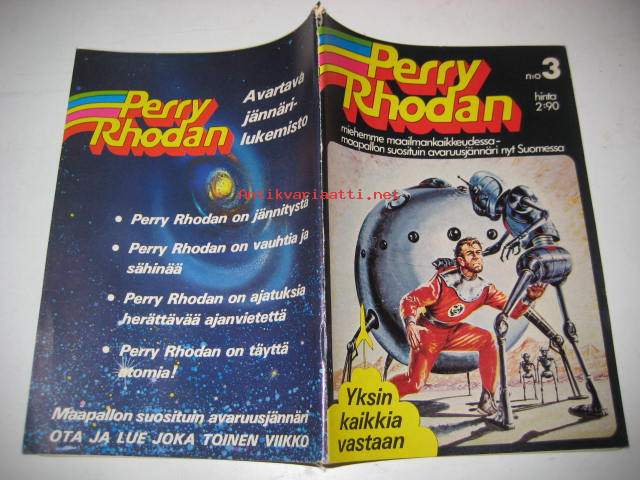 Perry
Rhodan
Avartavä
jännäri-
lukemisto
• Perry Rhodan on jännitystä
• Perry Rhodan on vauhtia ja
sähinää
• Perry Rhodan on ajatuksia
herättävää ajanvietettä
• Perry Rhodan on täyttä
atomia!
Maapallon suosituin avaruusjännäri
OTA JA LUE JOKA TOINEN VIIKKO
Perry
Rhodan
n:o 3
hinta
2:90
miehemme maailmankaikkeudessa -
maapallon suosituin avaruusjännäri nyt Suomessa
Yksin
kaikkia
vastaan
Antikvariaatti.net